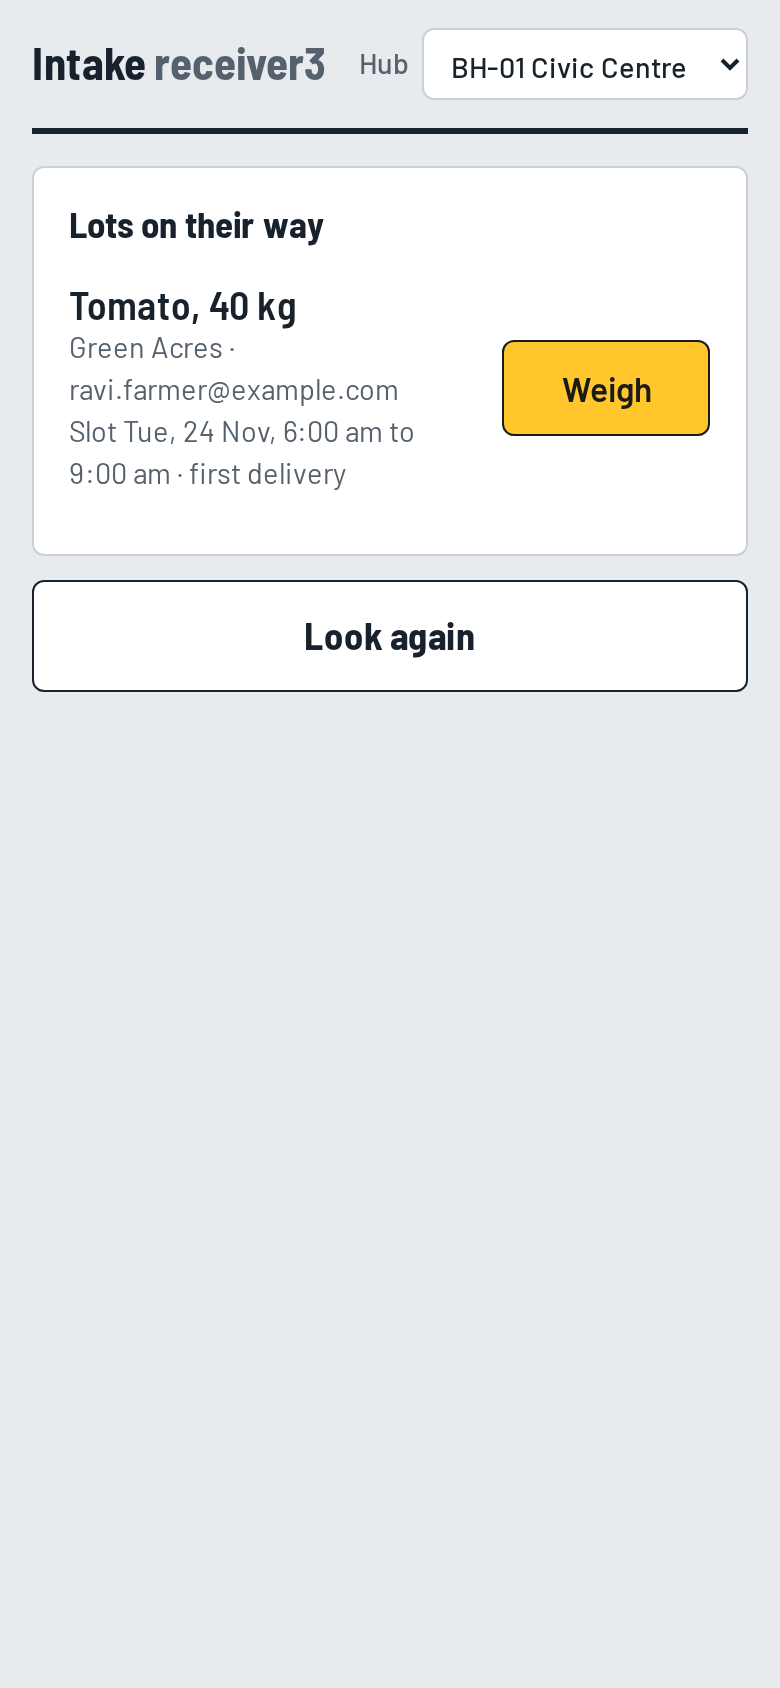 Intake receiver3 Hub BH-01 Civic Centre
Lots on their way
Tomato, 40 kg
Green Acres ·
ravi.farmer@example.com
Slot Tue, 24 Nov, 6:00 am to
9:00 am · first delivery
Weigh
Look again